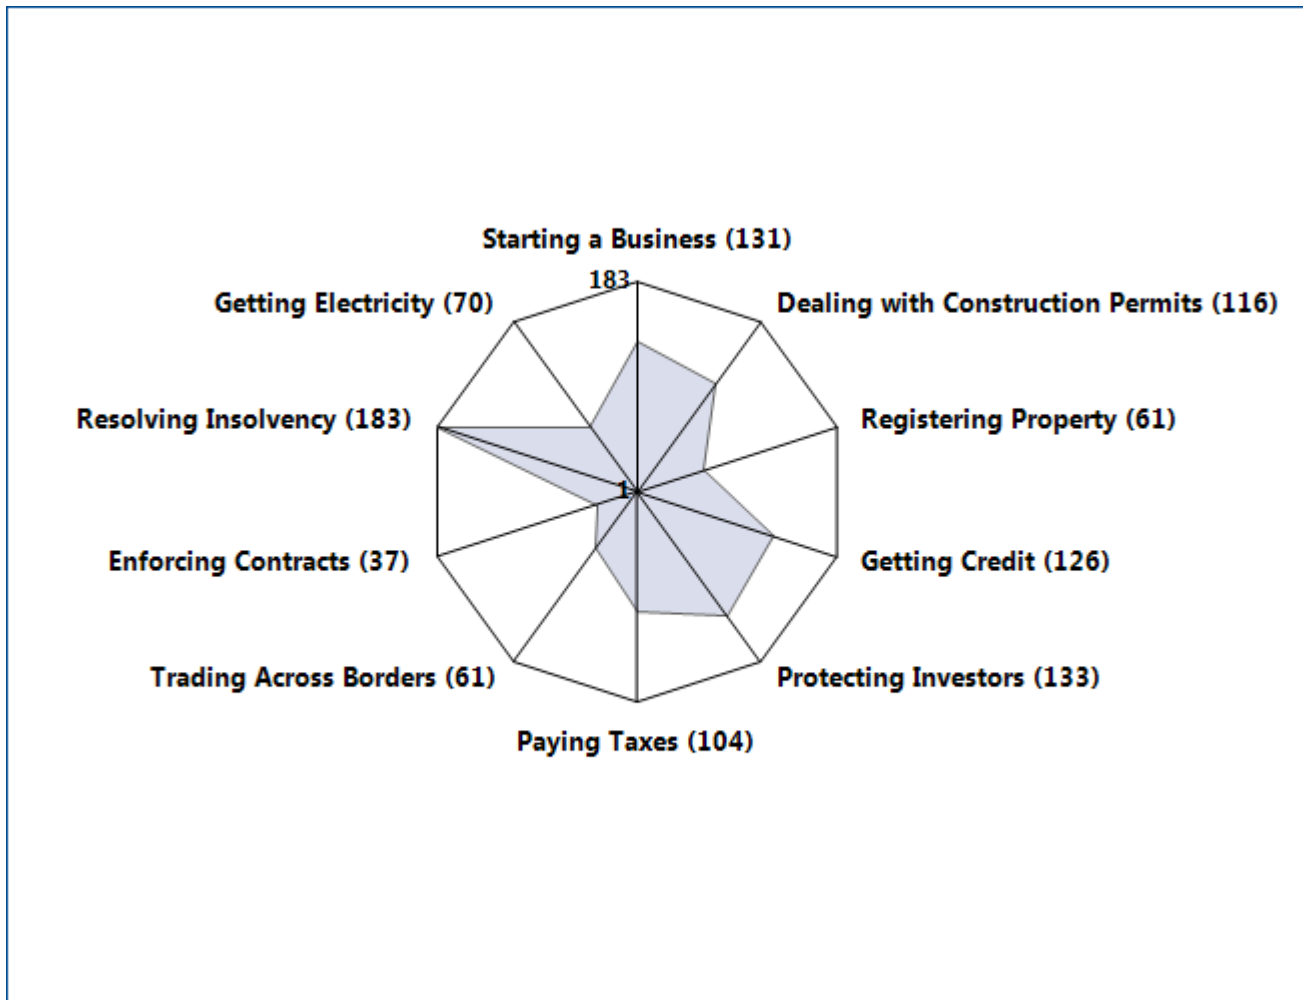 Starting a Business (131)
183
Getting Electricity (70)
Dealing with Construction Permits (116)
Resolving Insolvency (183)
Registering Property (61)
1
Enforcing Contracts (37)
Getting Credit (126)
Trading Across Borders (61)
Protecting Investors (133)
Paying Taxes (104)